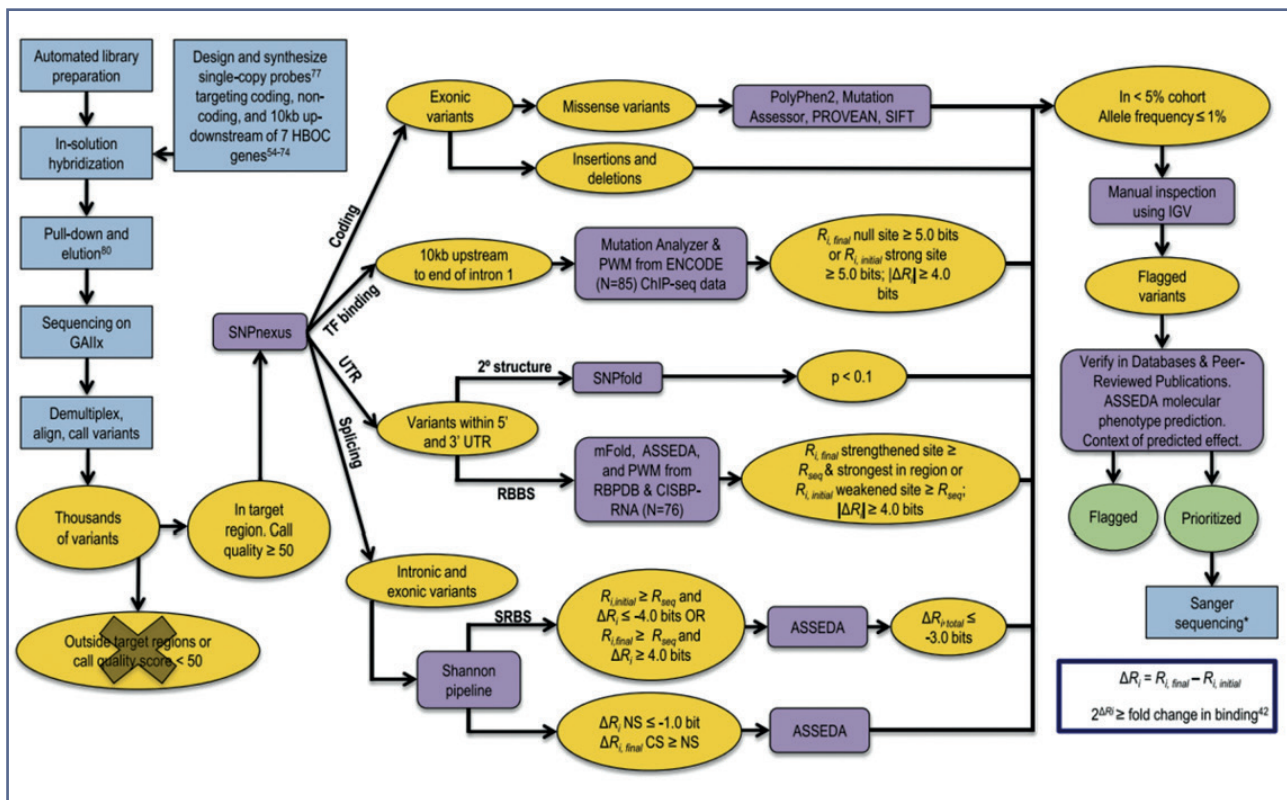 Automated library
preparation
Design and synthesize
single-copy probes⁷⁷
targeting coding, non-
coding, and 10kb up-
downstream of 7 HBOC
genes⁵⁴⁻⁷⁴
In-solution
hybridization
Pull-down and
elution⁸⁰
Sequencing on
GAIIx
Demultiplex,
align, call variants
Thousands
of variants
In target
region. Call
quality ≥ 50
Outside target regions or
call quality score < 50
SNPnexus
Coding
TF binding
UTR
Splicing
Exonic
variants
Missense variants
PolyPhen2, Mutation
Assessor, PROVEAN, SIFT
Insertions and
deletions
10kb upstream
to end of intron 1
Mutation Analyzer &
PWM from ENCODE
(N=85) ChIP-seq data
Ri, final null site ≥ 5.0 bits
or Ri, initial strong site
≥ 5.0 bits; |ΔRi| ≥ 4.0
bits
Variants within 5'
and 3' UTR
2º structure
SNPfold
p < 0.1
RBBS
mFold, ASSEDA,
and PWM from
RBPDB & CISBP-
RNA (N=76)
Ri, final strengthened site ≥
Rseq & strongest in region or
Ri, initial weakened site ≥ Rseq;
|ΔRi| ≥ 4.0 bits
Intronic and
exonic variants
Shannon
pipeline
SRBS
Ri,initial ≥ Rseq and
ΔRi ≤ -4.0 bits OR
Ri,final ≥ Rseq and
ΔRi ≥ 4.0 bits
ASSEDA
ΔRi,total ≤
-3.0 bits
ΔRi NS ≤ -1.0 bit
ΔRi, final CS ≥ NS
ASSEDA
In < 5% cohort
Allele frequency ≤ 1%
Manual inspection
using IGV
Flagged
variants
Verify in Databases & Peer-
Reviewed Publications.
ASSEDA molecular
phenotype prediction.
Context of predicted effect.
Flagged
Prioritized
Sanger
sequencing*
ΔRi = Ri, final – Ri, initial
2^ΔRi ≥ fold change in binding⁴²